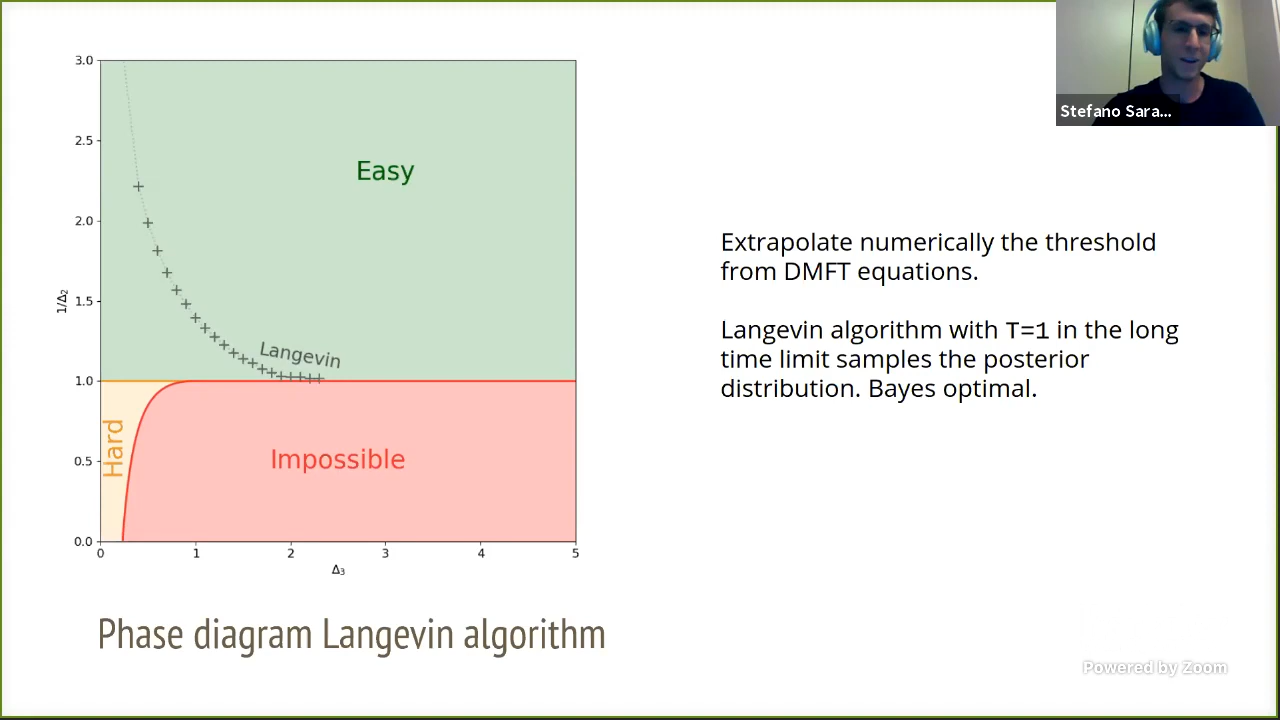 Stefano Sara...
3.0
2.5
2.0
1.5
1.0
0.5
0.0
1/Δ₂
0 1 2 3 4 5
Δ₃
Easy
Langevin
Hard
Impossible
Extrapolate numerically the threshold
from DMFT equations.
Langevin algorithm with T=1 in the long
time limit samples the posterior
distribution. Bayes optimal.
Phase diagram Langevin algorithm
Powered by Zoom